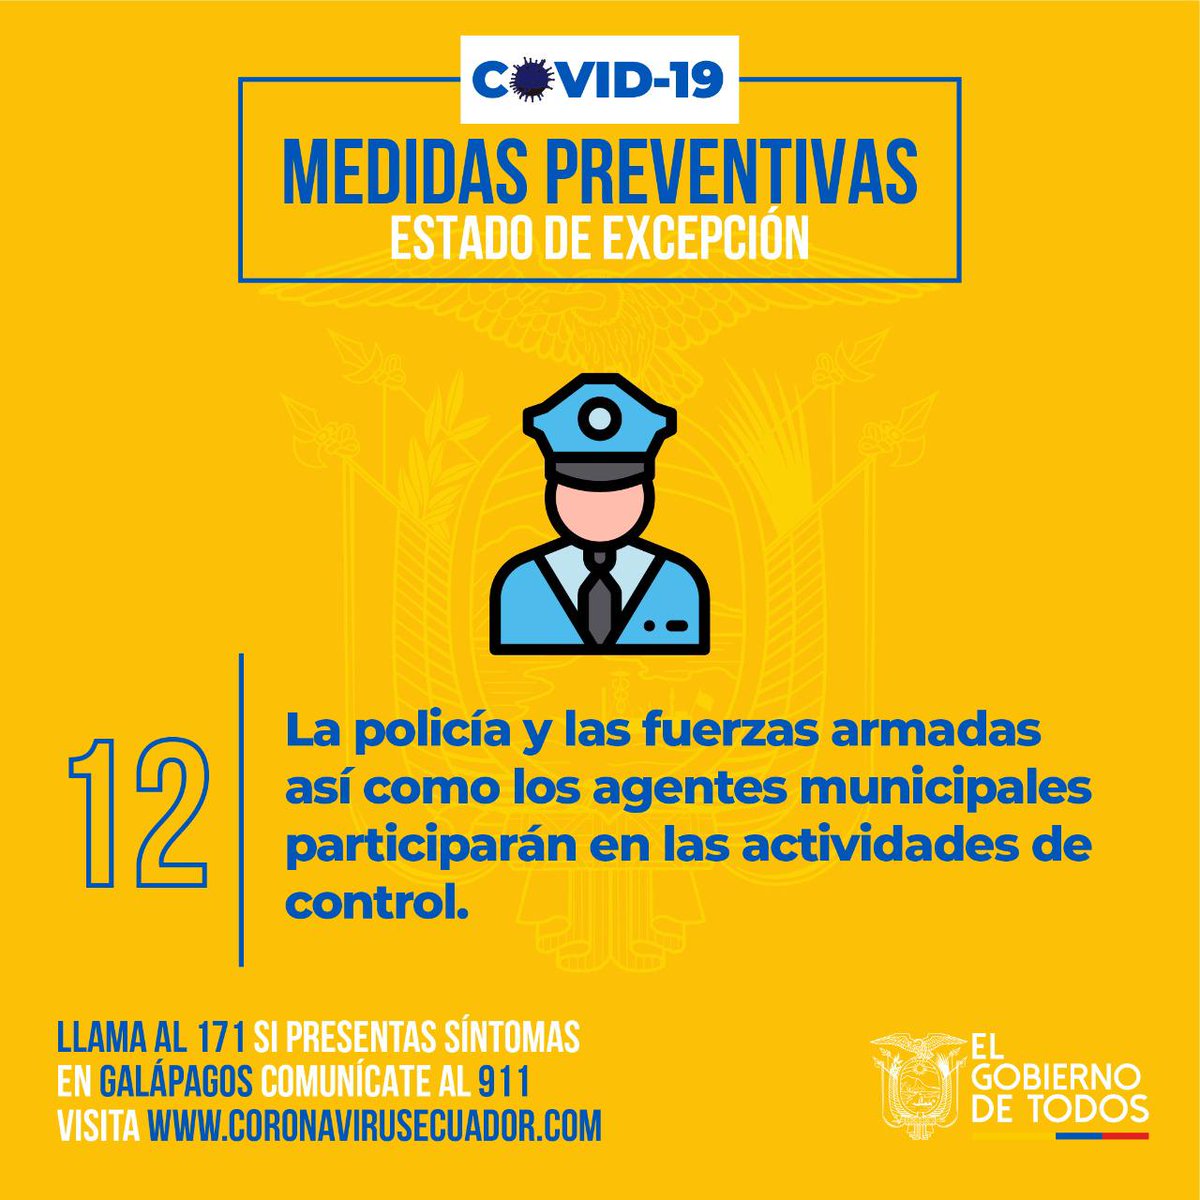 COVID-19
MEDIDAS PREVENTIVAS
ESTADO DE EXCEPCIÓN
12
La policía y las fuerzas armadas
así como los agentes municipales
participarán en las actividades de
control.
LLAMA AL 171 SI PRESENTAS SÍNTOMAS
EN GALÁPAGOS COMUNÍCATE AL 911
VISITA WWW.CORONAVIRUSECUADOR.COM
EL
GOBIERNO
DE TODOS